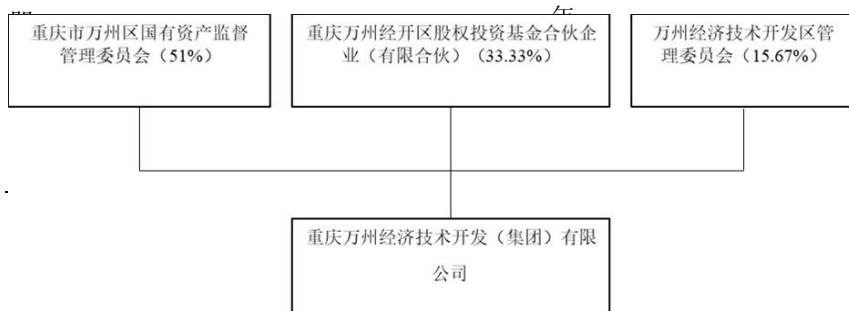 重庆市万州区国有资产监督
管理委员会（51%）
重庆万州经开区股权投资基金合伙企
业（有限合伙）（33.33%）
万州经济技术开发区管
理委员会（15.67%）
重庆万州经济技术开发（集团）有限
公司